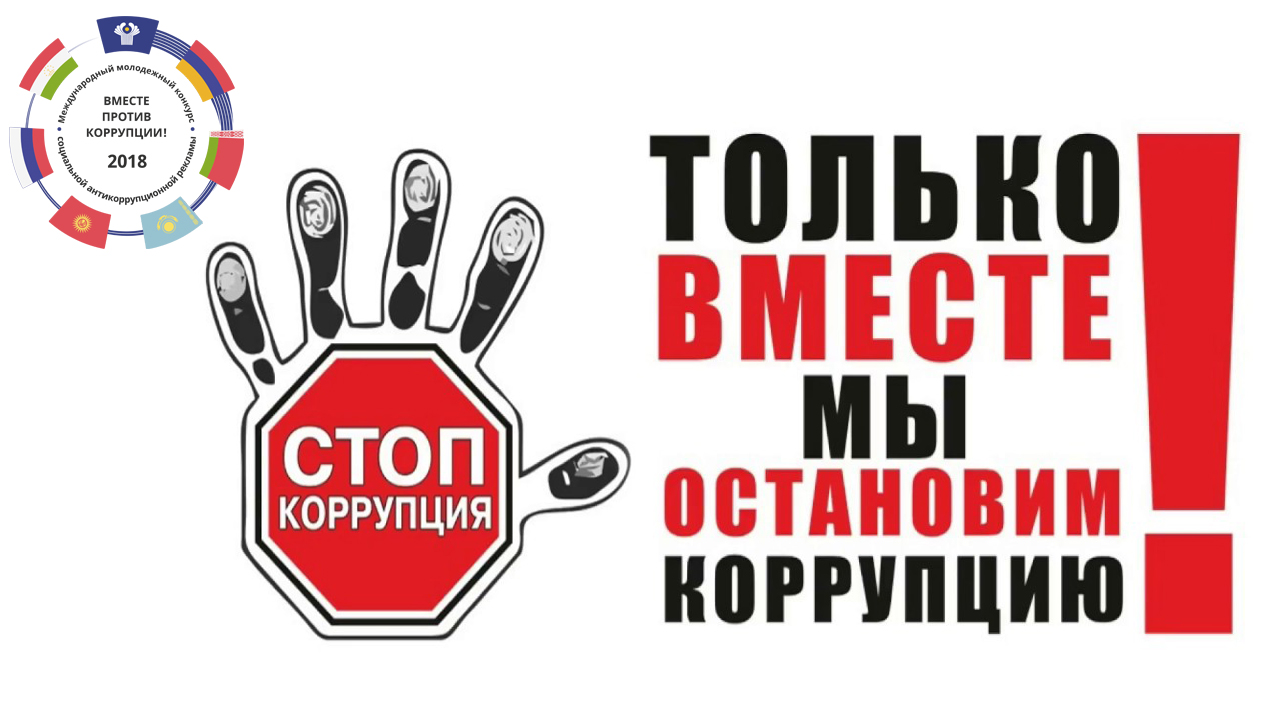 Международный молодежный конкурс
ВМЕСТЕ
ПРОТИВ
КОРРУПЦИИ!
2018
социальной антикоррупционной рекламы
СТОП
КОРРУПЦИЯ
ТОЛЬКО
ВМЕСТЕ
МЫ
ОСТАНОВИМ
КОРРУПЦИЮ
!